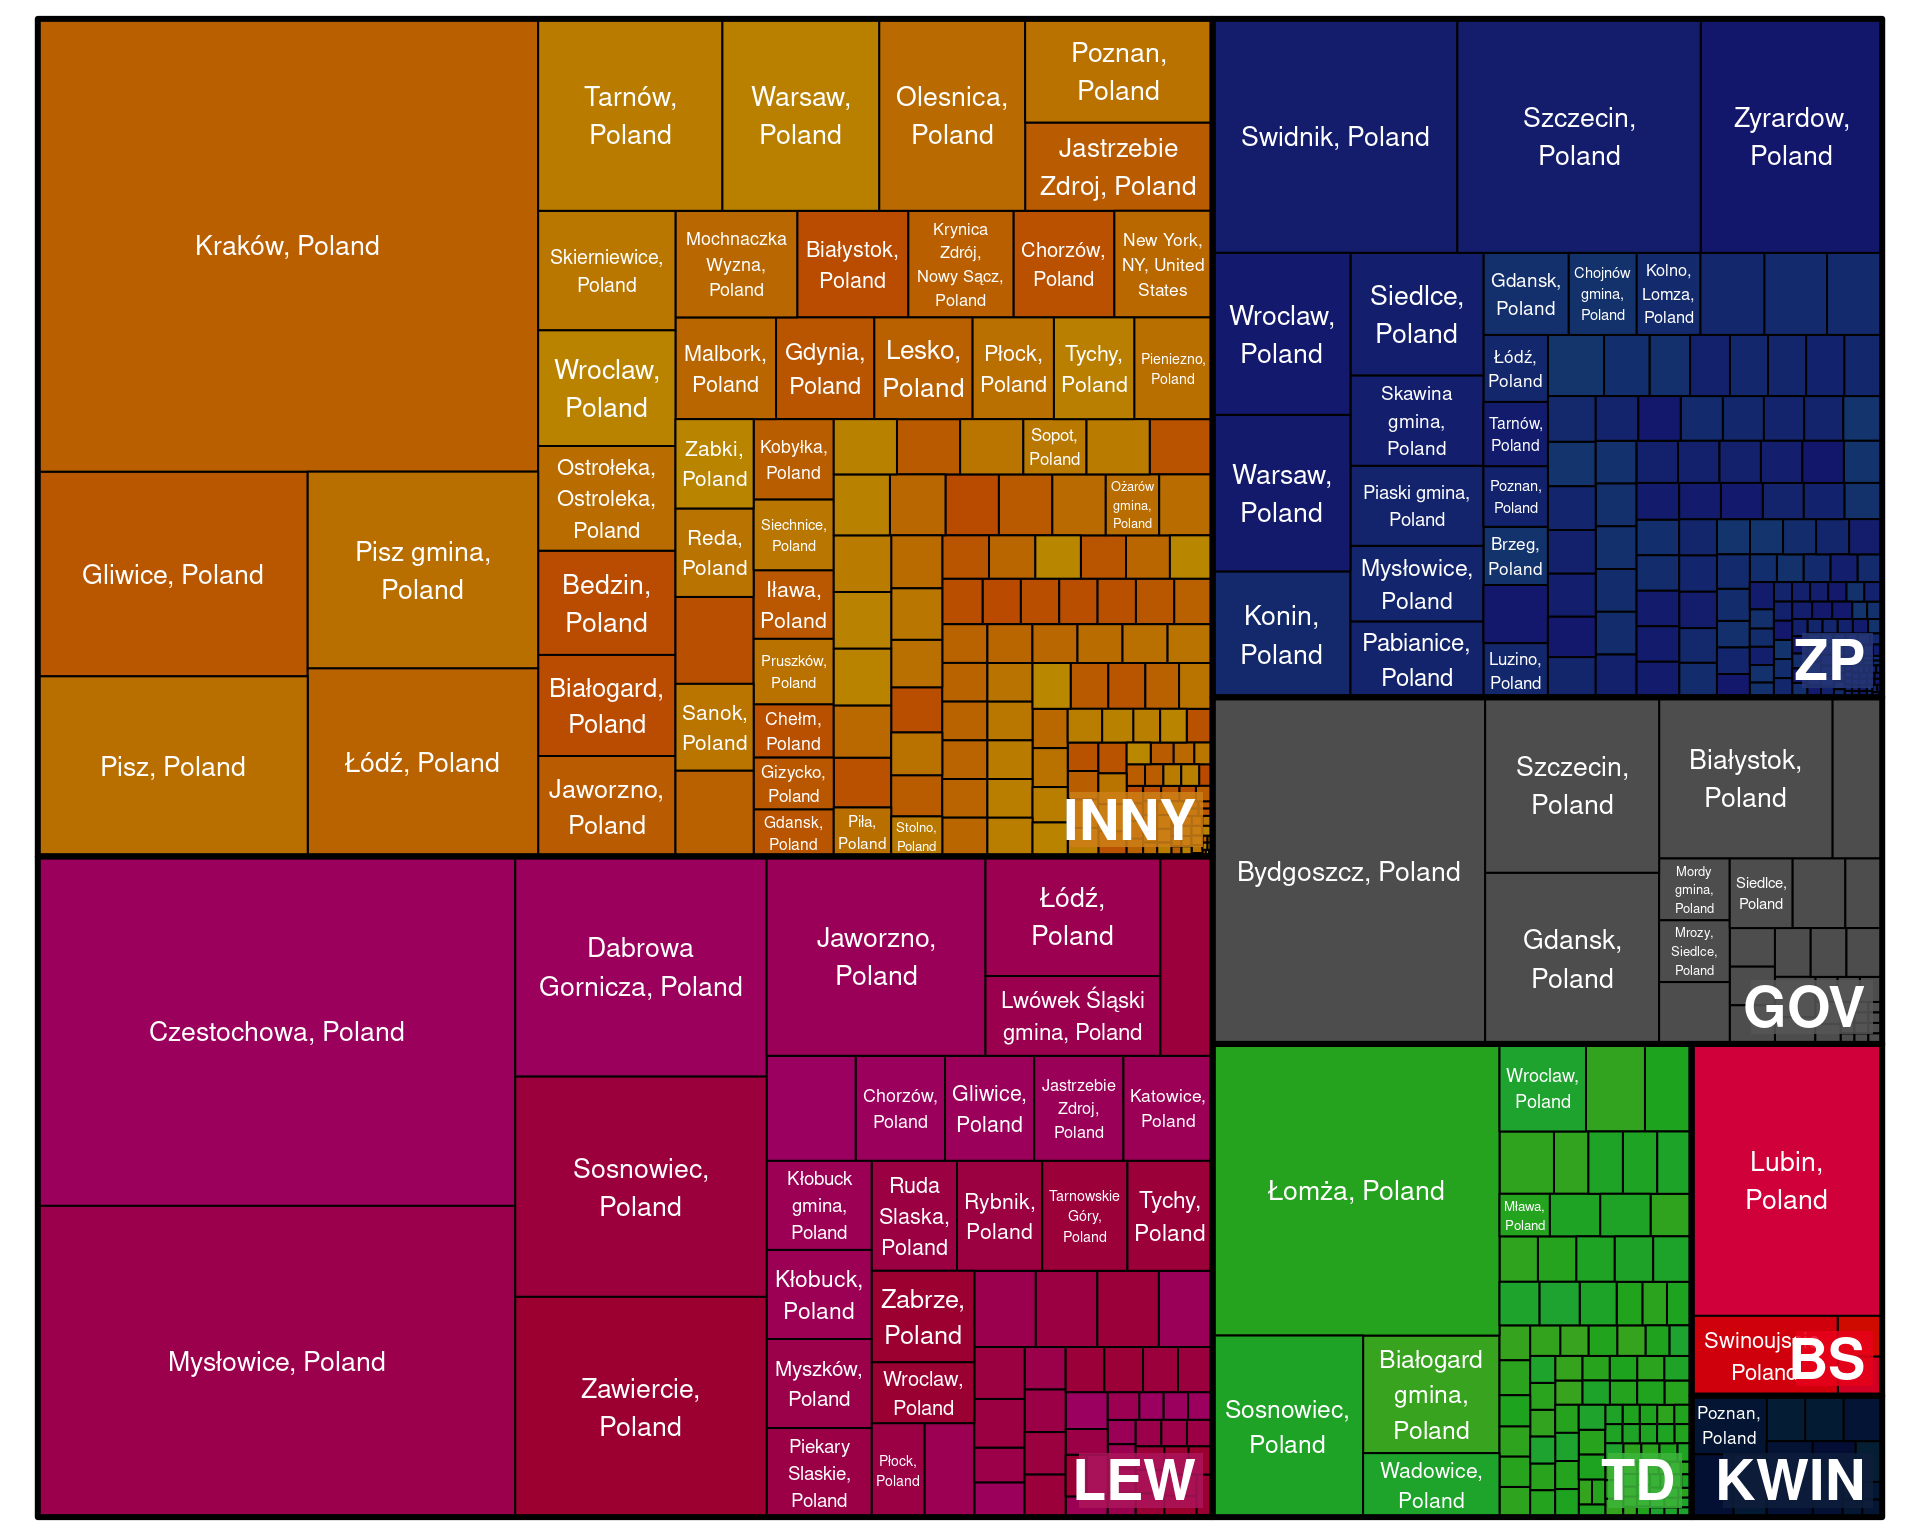 Kraków, Poland
Gliwice, Poland
Pisz gmina,
Poland
Pisz, Poland
Łódź, Poland
Tarnów,
Poland
Warsaw,
Poland
Olesnica,
Poland
Poznan,
Poland
Jastrzebie
Zdroj, Poland
Skierniewice,
Poland
Mochnaczka
Wyzna,
Poland
Białystok,
Poland
Krynica
Zdrój,
Nowy Sącz,
Poland
Chorzów,
Poland
New York,
NY, United
States
Wroclaw,
Poland
Malbork,
Poland
Gdynia,
Poland
Lesko,
Poland
Płock,
Poland
Tychy,
Poland
Pieniezno,
Poland
Ostrołeka,
Ostroleka,
Poland
Zabki,
Poland
Kobyłka,
Poland
Sopot,
Poland
Ożarów
gmina,
Poland
Reda,
Poland
Siechnice,
Poland
Bedzin,
Poland
Iława,
Poland
Białogard,
Poland
Pruszków,
Poland
Sanok,
Poland
Chełm,
Poland
Jaworzno,
Poland
Gizycko,
Poland
Gdansk,
Poland
Piła,
Poland
Stolno,
Poland
INNY
Swidnik, Poland
Szczecin,
Poland
Zyrardow,
Poland
Wroclaw,
Poland
Siedlce,
Poland
Gdansk,
Poland
Chojnów
gmina,
Poland
Kolno,
Lomza,
Poland
Łódź,
Poland
Skawina
gmina,
Poland
Tarnów,
Poland
Warsaw,
Poland
Piaski gmina,
Poland
Poznan,
Poland
Brzeg,
Poland
Mysłowice,
Poland
Konin,
Poland
Pabianice,
Poland
Luzino,
Poland
ZP
Bydgoszcz, Poland
Szczecin,
Poland
Białystok,
Poland
Gdansk,
Poland
Mordy
gmina,
Poland
Siedlce,
Poland
Mrozy,
Siedlce,
Poland
GOV
Czestochowa, Poland
Mysłowice, Poland
Dabrowa
Gornicza, Poland
Sosnowiec,
Poland
Zawiercie,
Poland
Jaworzno,
Poland
Łódź,
Poland
Lwówek Śląski
gmina, Poland
Chorzów,
Poland
Gliwice,
Poland
Jastrzebie
Zdroj,
Poland
Katowice,
Poland
Kłobuck
gmina,
Poland
Ruda
Slaska,
Poland
Rybnik,
Poland
Tarnowskie
Góry,
Poland
Tychy,
Poland
Kłobuck,
Poland
Zabrze,
Poland
Myszków,
Poland
Wroclaw,
Poland
Piekary
Slaskie,
Poland
Płock,
Poland
LEW
Łomża, Poland
Wroclaw,
Poland
Mława,
Poland
Sosnowiec,
Poland
Białogard
gmina,
Poland
Wadowice,
Poland
TD
Lubin,
Poland
Poland
BS
Poznan,
Poland
KWIN